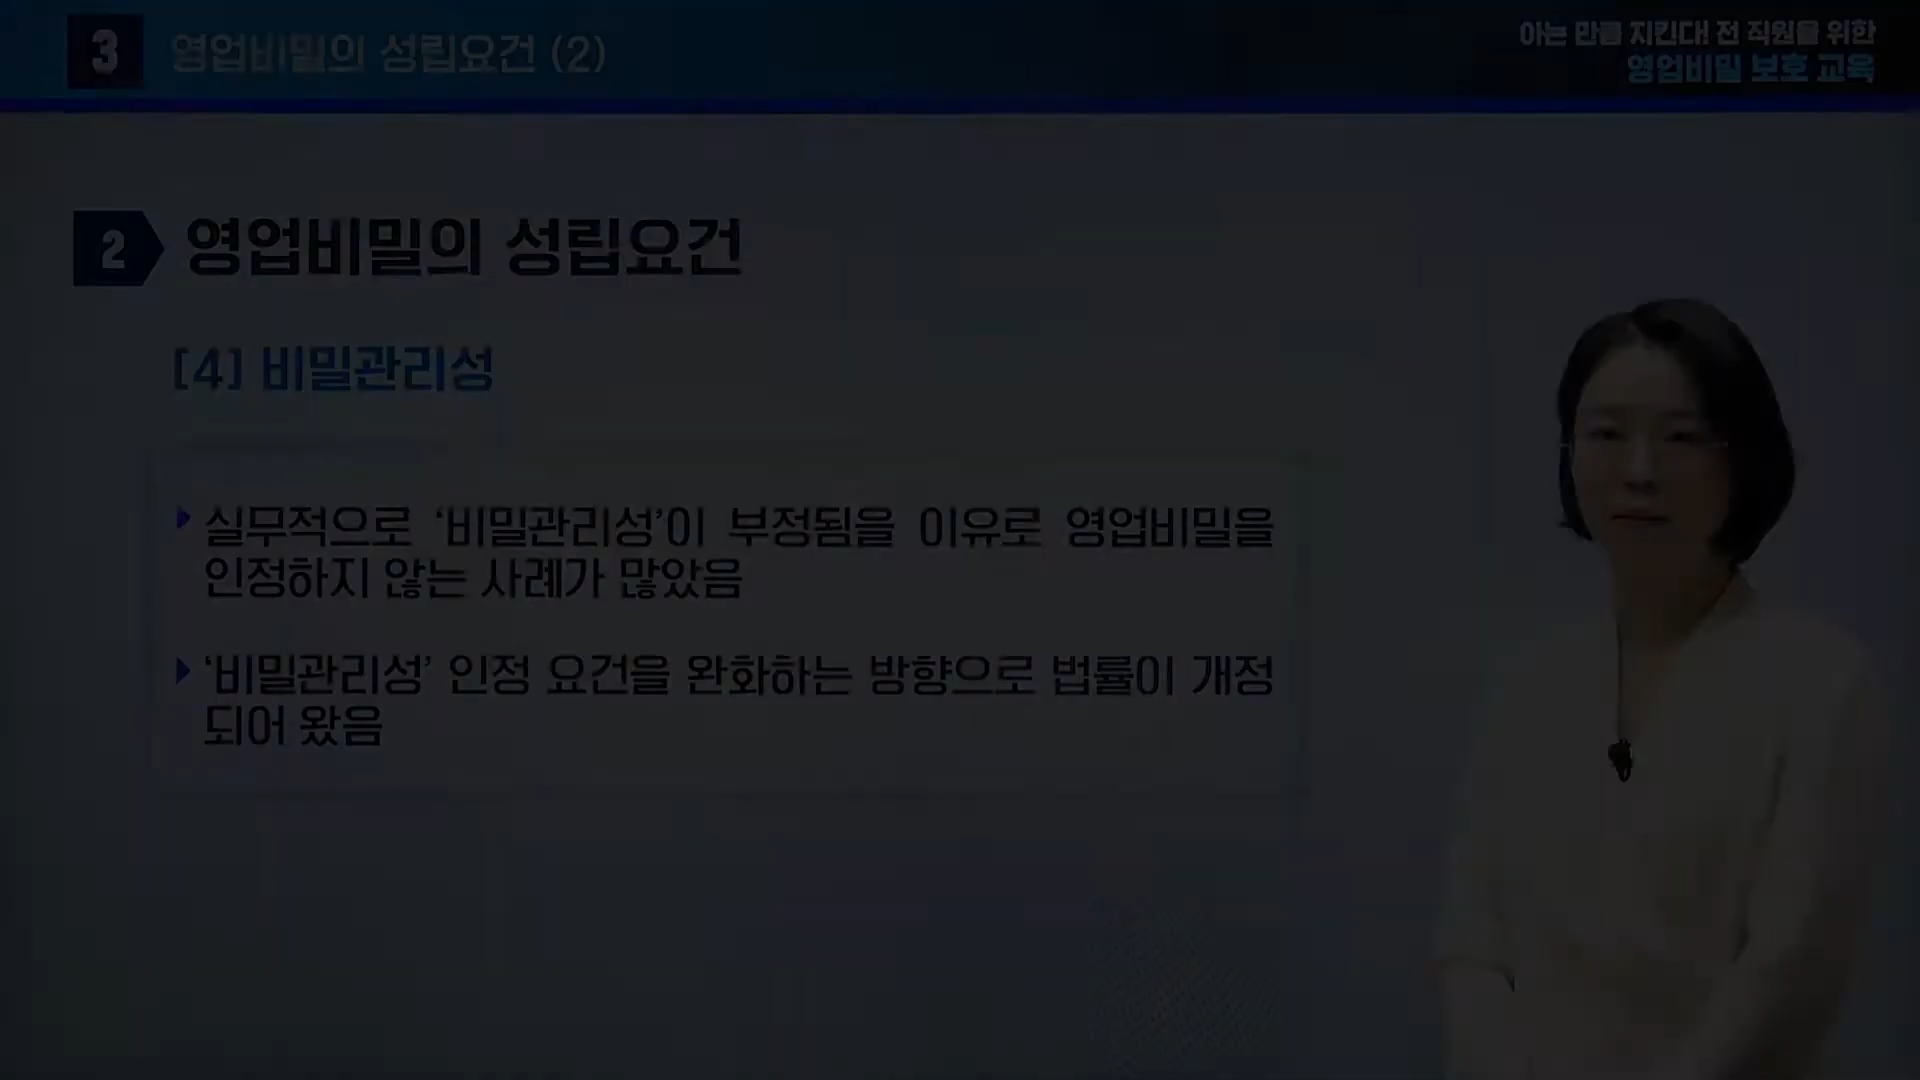 3 영업비밀의 성립요건 (2)
아는 만큼 지킨다! 전 직원을 위한
영업비밀 보호 교육
2 영업비밀의 성립요건
[4] 비밀관리성
실무적으로 ‘비밀관리성’이 부정됨을 이유로 영업비밀을
인정하지 않는 사례가 많았음
‘비밀관리성’ 인정 요건을 완화하는 방향으로 법률이 개정
되어 왔음